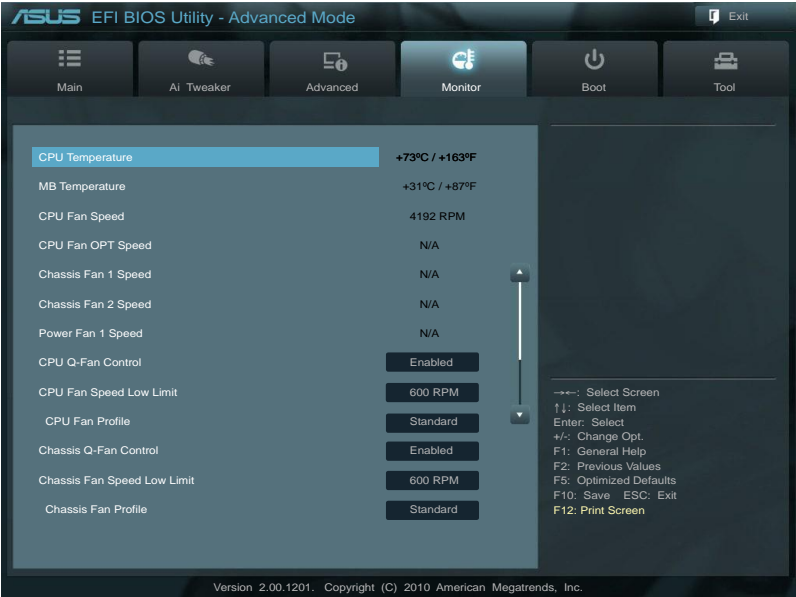 ASUS EFI BIOS Utility - Advanced Mode Exit
Main Ai Tweaker Advanced Monitor Boot Tool
CPU Temperature +73ºC / +163ºF
MB Temperature +31ºC / +87ºF
CPU Fan Speed 4192 RPM
CPU Fan OPT Speed N/A
Chassis Fan 1 Speed N/A
Chassis Fan 2 Speed N/A
Power Fan 1 Speed N/A
CPU Q-Fan Control Enabled
CPU Fan Speed Low Limit 600 RPM
CPU Fan Profile Standard
Chassis Q-Fan Control Enabled
Chassis Fan Speed Low Limit 600 RPM
Chassis Fan Profile Standard
→←: Select Screen
↑↓: Select Item
Enter: Select
+/-: Change Opt.
F1: General Help
F2: Previous Values
F5: Optimized Defaults
F10: Save ESC: Exit
F12: Print Screen
Version 2.00.1201. Copyright (C) 2010 American Megatrends, Inc.